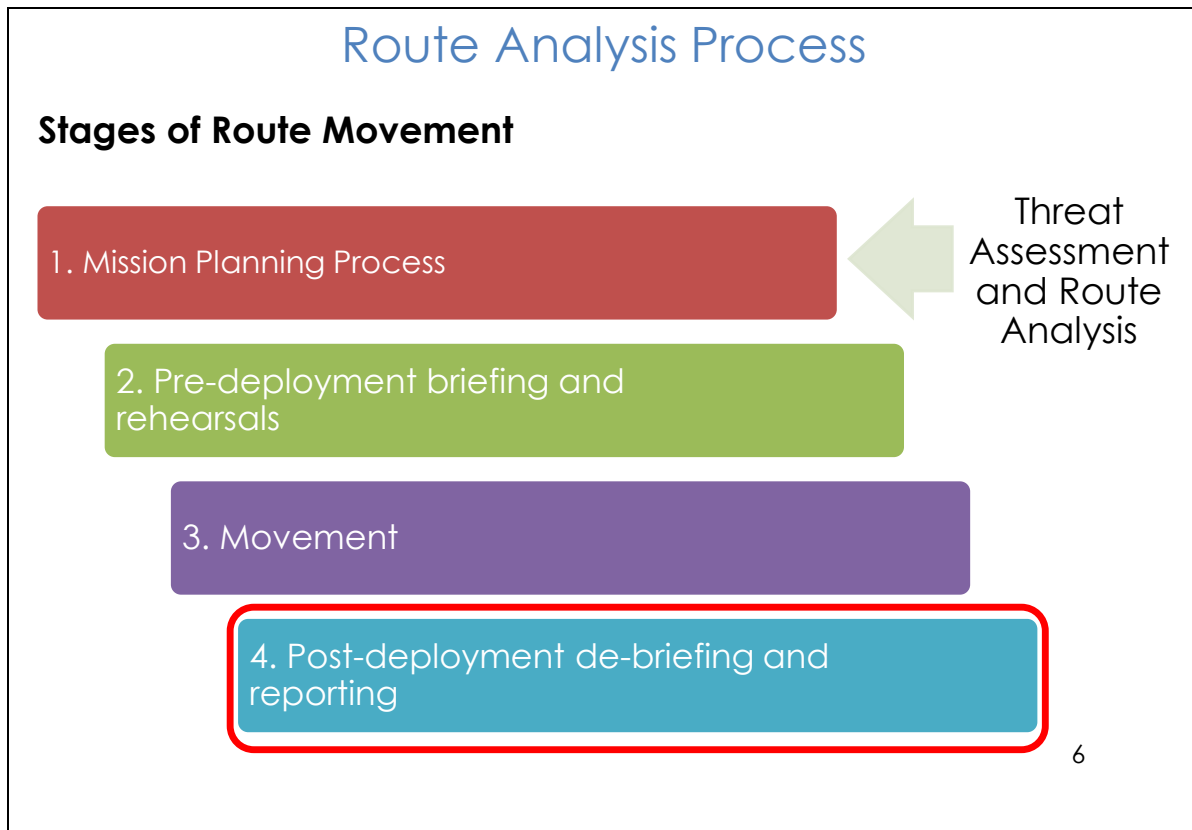 Route Analysis Process
Stages of Route Movement
1. Mission Planning Process
Threat
Assessment
and Route
Analysis
2. Pre-deployment briefing and
rehearsals
3. Movement
4. Post-deployment de-briefing and
reporting
6